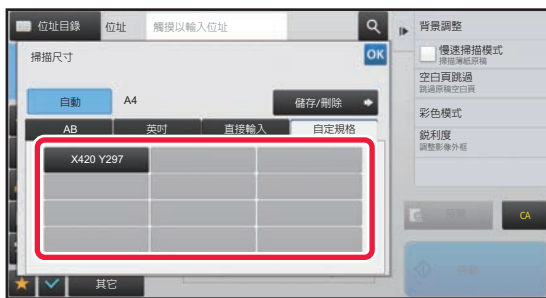 位址目錄 位址 觸摸以輸入位址
掃描尺寸 OK
自動 A4 儲存/刪除
AB 英吋 直接輸入 自定規格
X420 Y297
其它
背景調整
慢速掃描模式
掃描薄紙原稿
空白頁跳過
跳過原稿空白頁
彩色模式
銳利度
調整影像外框
CA